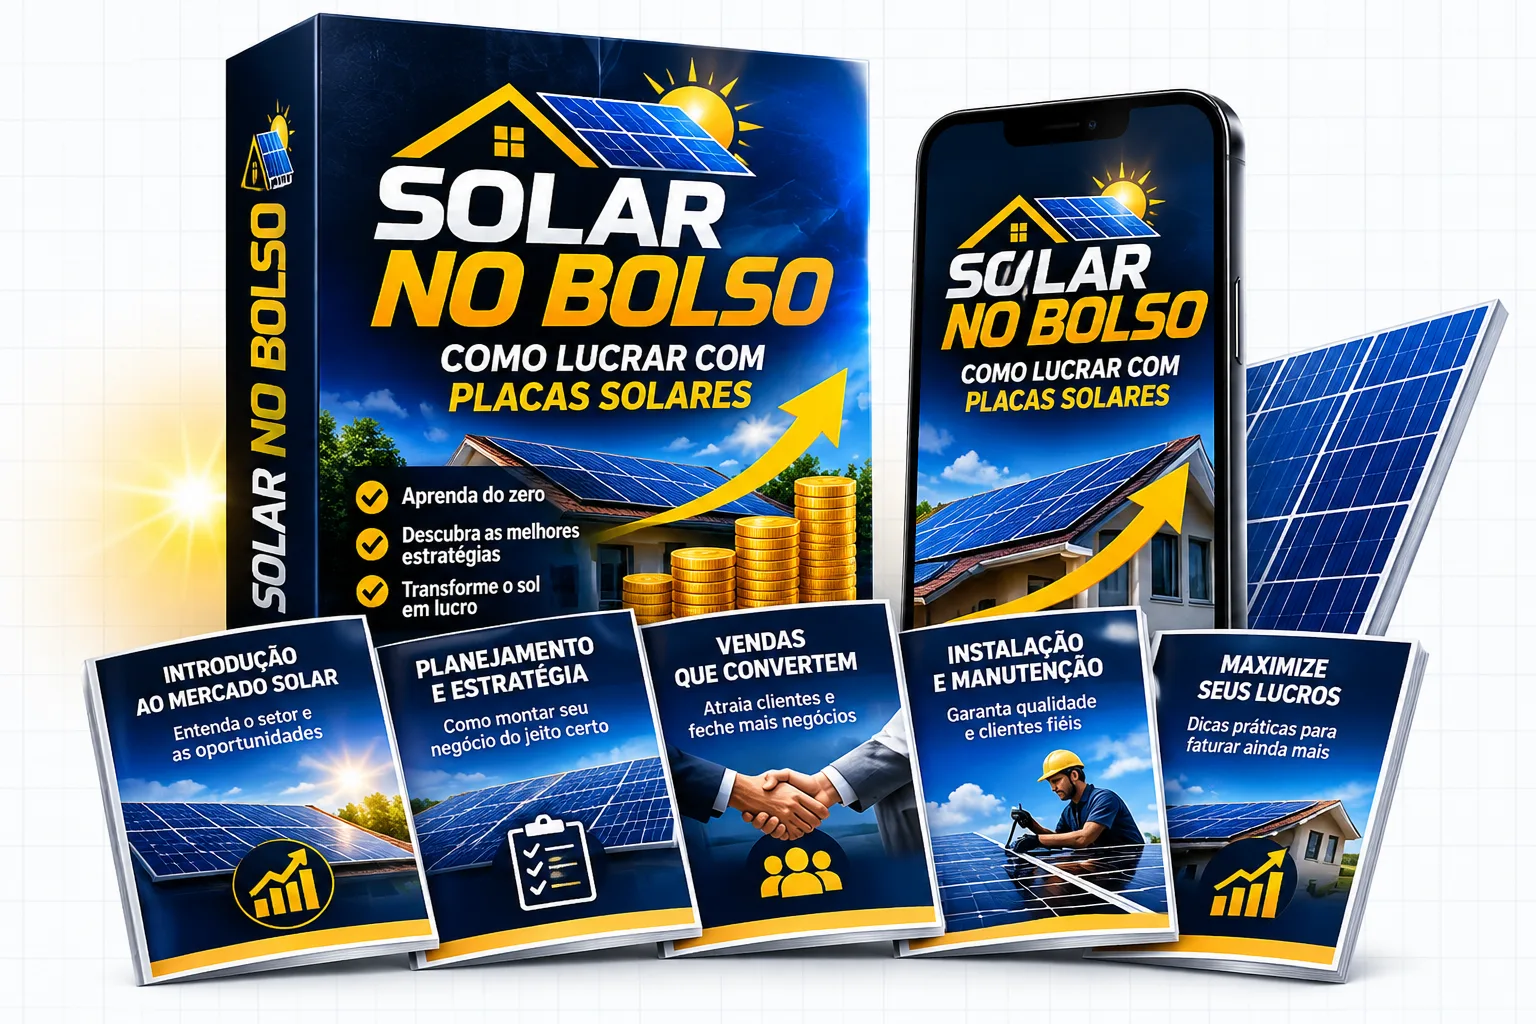 SOLAR NO BOLSO
SOLAR
NO BOLSO
COMO LUCRAR COM
PLACAS SOLARES
Aprenda do zero
Descubra as melhores
estratégias
Transforme o sol
em lucro
SOLAR
NO BOLSO
COMO LUCRAR COM
PLACAS SOLARES
INTRODUÇÃO
AO MERCADO SOLAR
Entenda o setor e
as oportunidades
PLANEJAMENTO
E ESTRATÉGIA
Como montar seu
negócio do jeito certo
VENDAS
QUE CONVERTEM
Atraia clientes e
feche mais negócios
INSTALAÇÃO
E MANUTENÇÃO
Garanta qualidade
e clientes fiéis
MAXIMIZE
SEUS LUCROS
Dicas práticas para
faturar ainda mais